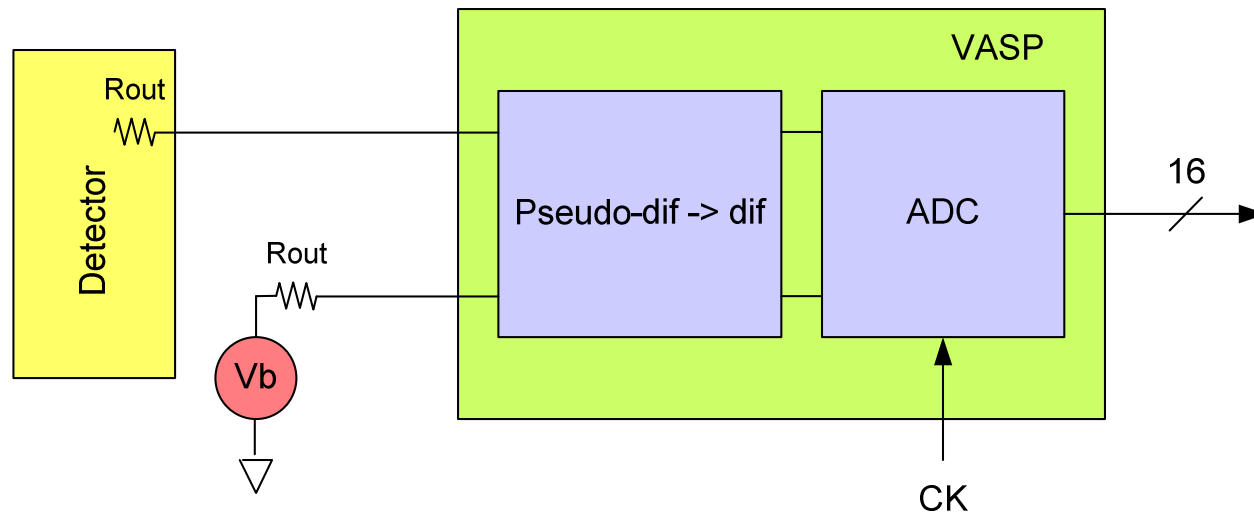 VASP
Rout
Detector
Pseudo-dif -> dif
ADC
16
Rout
Vb
CK